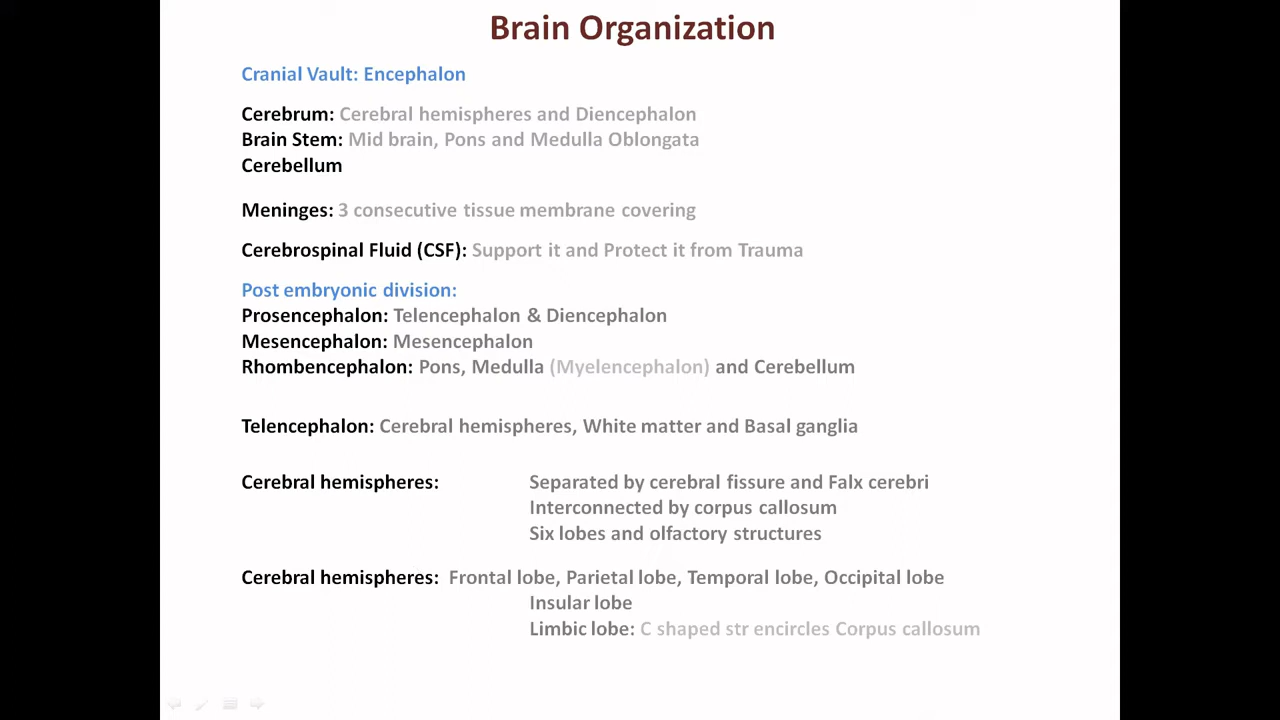 Brain Organization
Cranial Vault: Encephalon
Cerebrum: Cerebral hemispheres and Diencephalon
Brain Stem: Mid brain, Pons and Medulla Oblongata
Cerebellum
Meninges: 3 consecutive tissue membrane covering
Cerebrospinal Fluid (CSF): Support it and Protect it from Trauma
Post embryonic division:
Prosencephalon: Telencephalon & Diencephalon
Mesencephalon: Mesencephalon
Rhombencephalon: Pons, Medulla (Myelencephalon) and Cerebellum
Telencephalon: Cerebral hemispheres, White matter and Basal ganglia
Cerebral hemispheres: Separated by cerebral fissure and Falx cerebri
Interconnected by corpus callosum
Six lobes and olfactory structures
Cerebral hemispheres: Frontal lobe, Parietal lobe, Temporal lobe, Occipital lobe
Insular lobe
Limbic lobe: C shaped str encircles Corpus callosum